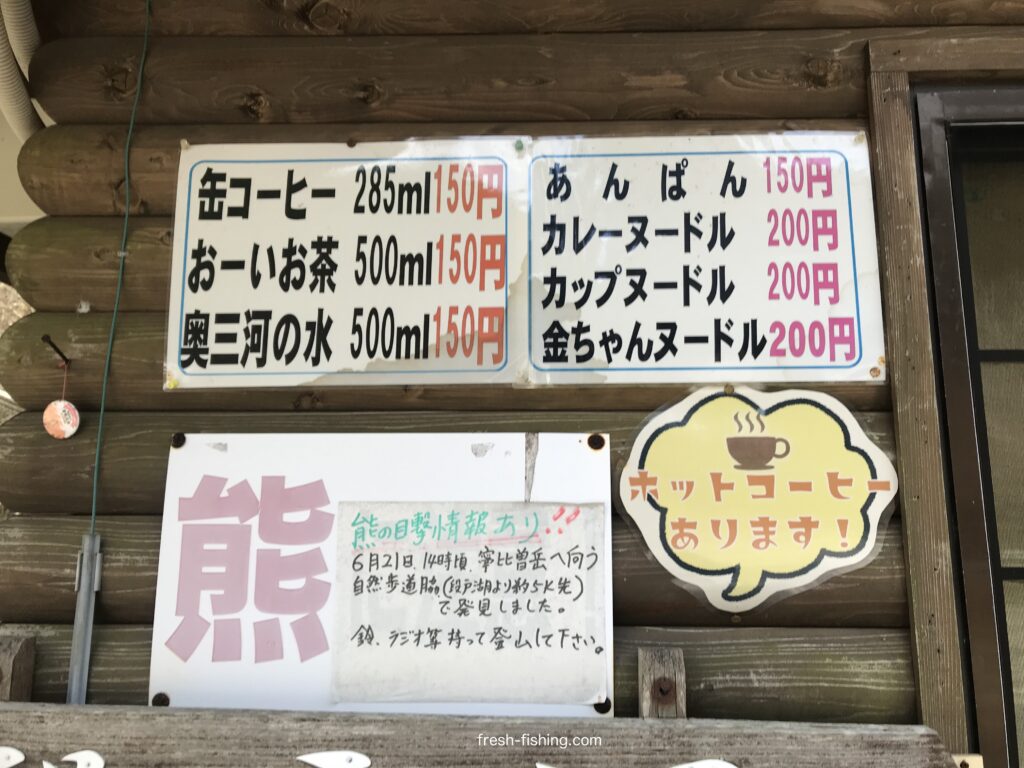 缶コーヒー 285ml 150円
おーいお茶 500ml 150円
奥三河の水 500ml 150円
あんぱん 150円
カレーヌードル 200円
カップヌードル 200円
金ちゃんヌードル 200円
熊
熊の目撃情報あり!!
6月21日、14時頃、寧比曽岳へ向う
自然歩道脇(段戸湖より約5K先)
で発見しました。
鈴、ラジオ等持って登山して下さい。
ホットコーヒー
あります!
fresh-fishing.com